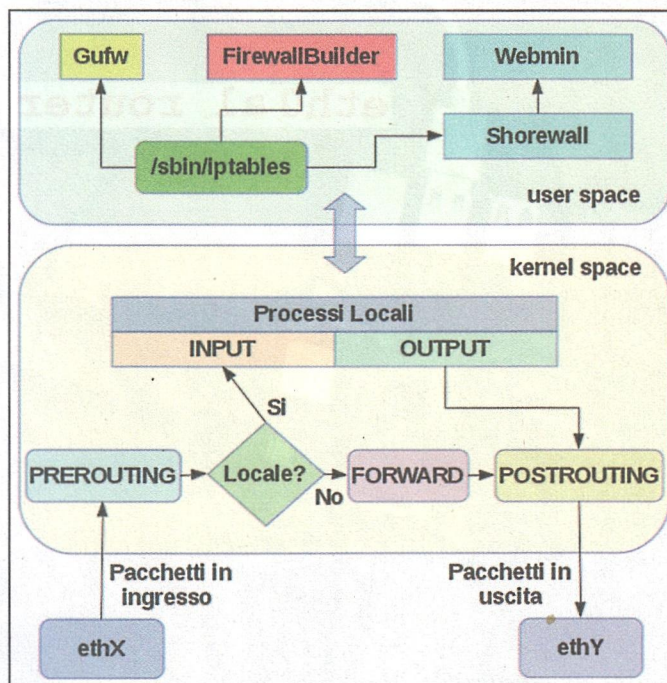 Gufw
FirewallBuilder
Webmin
Shorewall
/sbin/iptables
user space
kernel space
Processi Locali
INPUT
OUTPUT
Si
PREROUTING
Locale?
No
FORWARD
POSTROUTING
Pacchetti in
ingresso
Pacchetti in
uscita
ethX
ethY